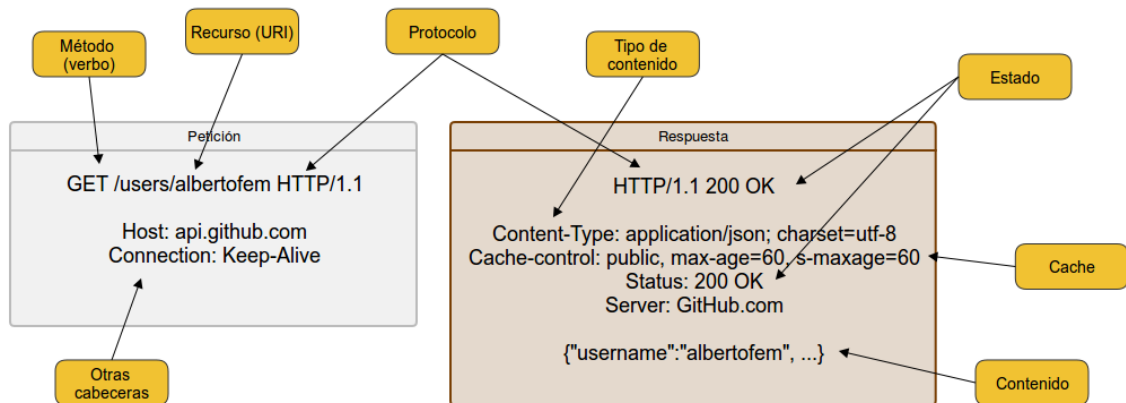 Método
(verbo)
Recurso (URI)
Protocolo
Tipo de
contenido
Estado
Petición
GET /users/albertofem HTTP/1.1
Host: api.github.com
Connection: Keep-Alive
Otras
cabeceras
Respuesta
HTTP/1.1 200 OK
Content-Type: application/json; charset=utf-8
Cache-control: public, max-age=60, s-maxage=60
Status: 200 OK
Server: GitHub.com
{"username":"albertofem", ...}
Cache
Contenido